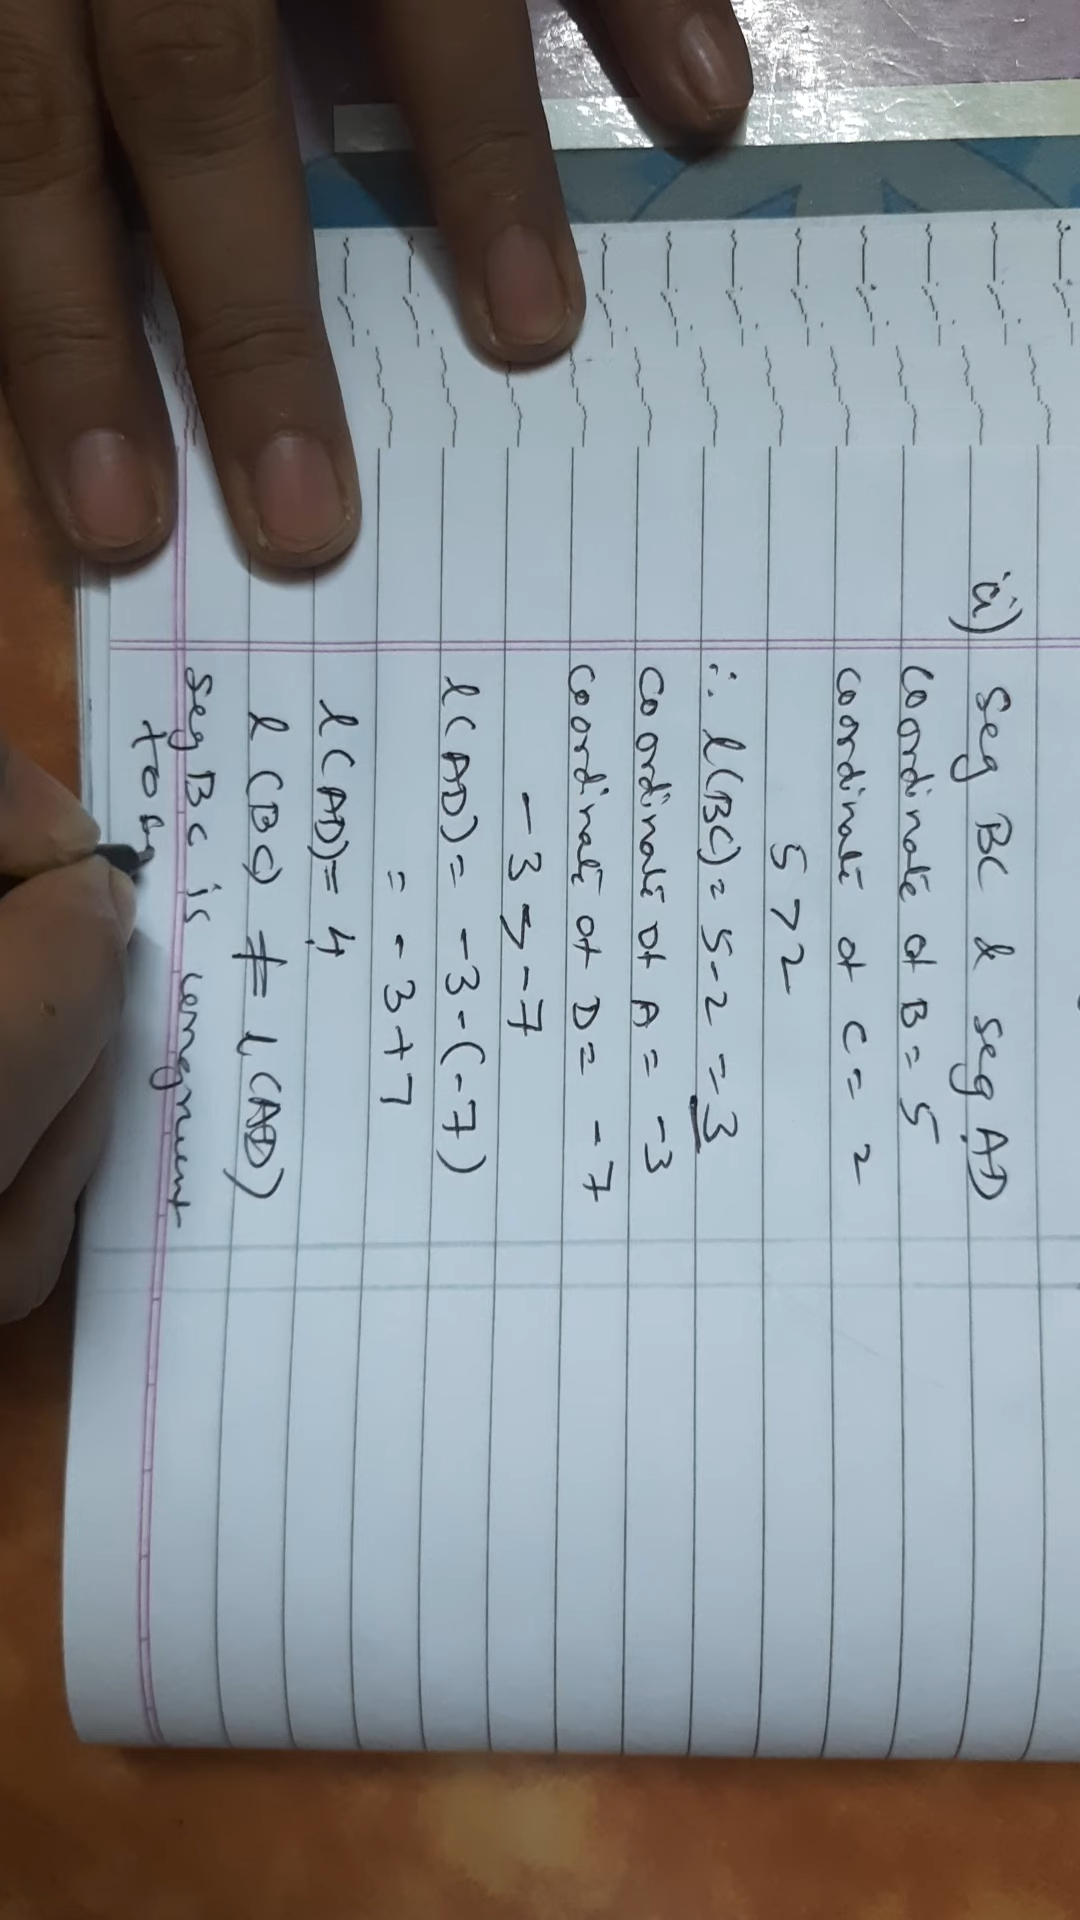 ii) Seg BC & seg AD
Coordinate of B = 5
Coordinate of C = 2
5 > 2
∴ l(BC) = 5-2 = 3
Coordinate of A = -3
Coordinate of D = -7
-3 > -7
l(AD) = -3-(-7)
= -3+7
l(AD) = 4
l(BC) ≠ l(AD)
Seg BC is congruent
to